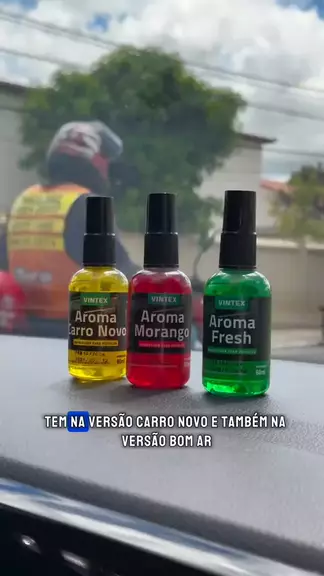 VINTEX
Aroma
Carro Novo
VINTEX
Aroma
Morango
VINTEX
Aroma
Fresh
TEM NA VERSÃO CARRO NOVO E TAMBÉM NA
VERSÃO BOM AR